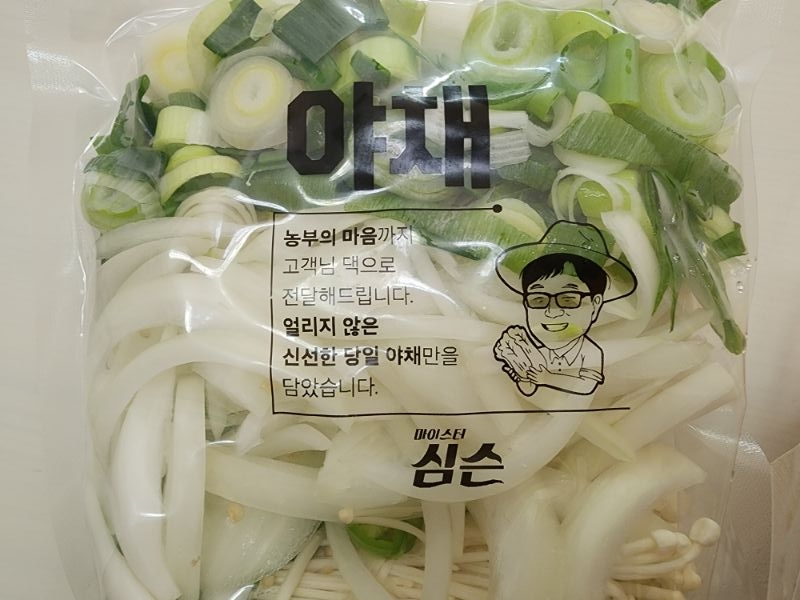 야채
농부의 마음까지
고객님 댁으로
전달해드립니다.
얼리지 않은
신선한 당일 야채만을
담았습니다.
마이스터
심슨